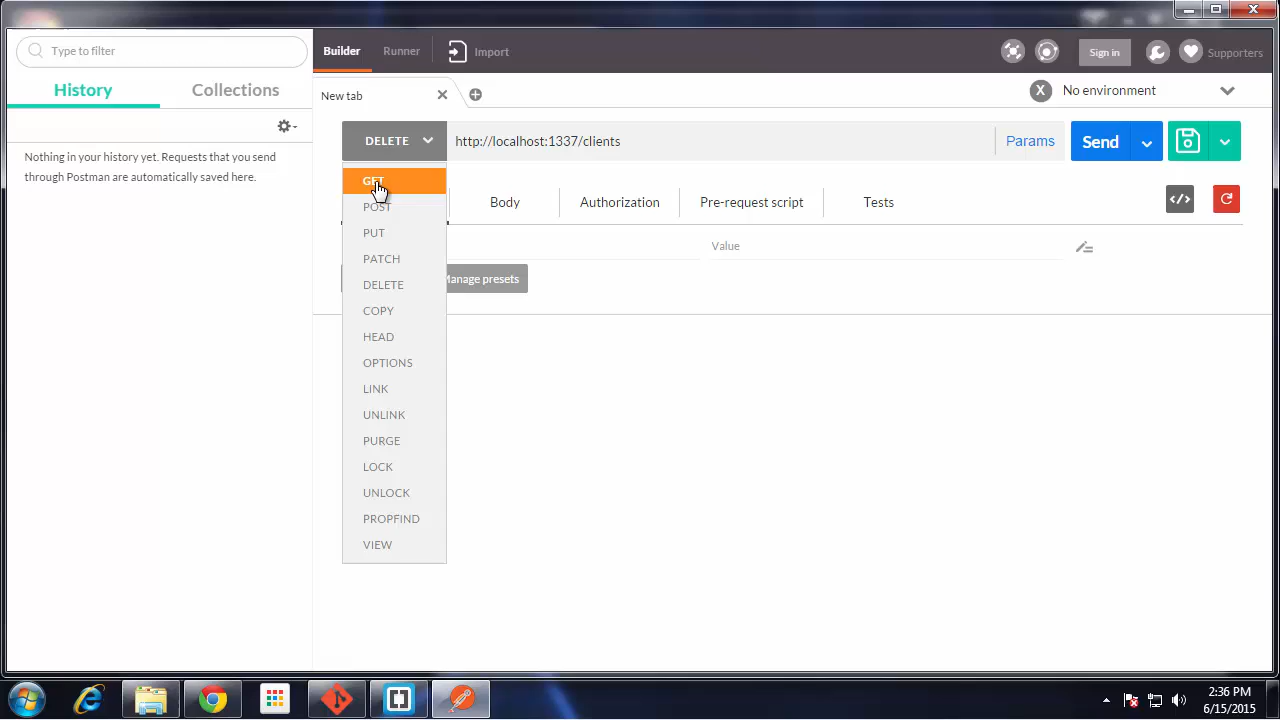 Type to filter
Builder
Runner
Import
Sign in
Supporters
History
Collections
New tab
X
No environment
DELETE
http://localhost:1337/clients
Params
Send
Nothing in your history yet. Requests that you send
through Postman are automatically saved here.
GET
POST
PUT
PATCH
DELETE
COPY
HEAD
OPTIONS
LINK
UNLINK
PURGE
LOCK
UNLOCK
PROPFIND
VIEW
Body
Authorization
Pre-request script
Tests
Value
Manage presets
2:36 PM
6/15/2015